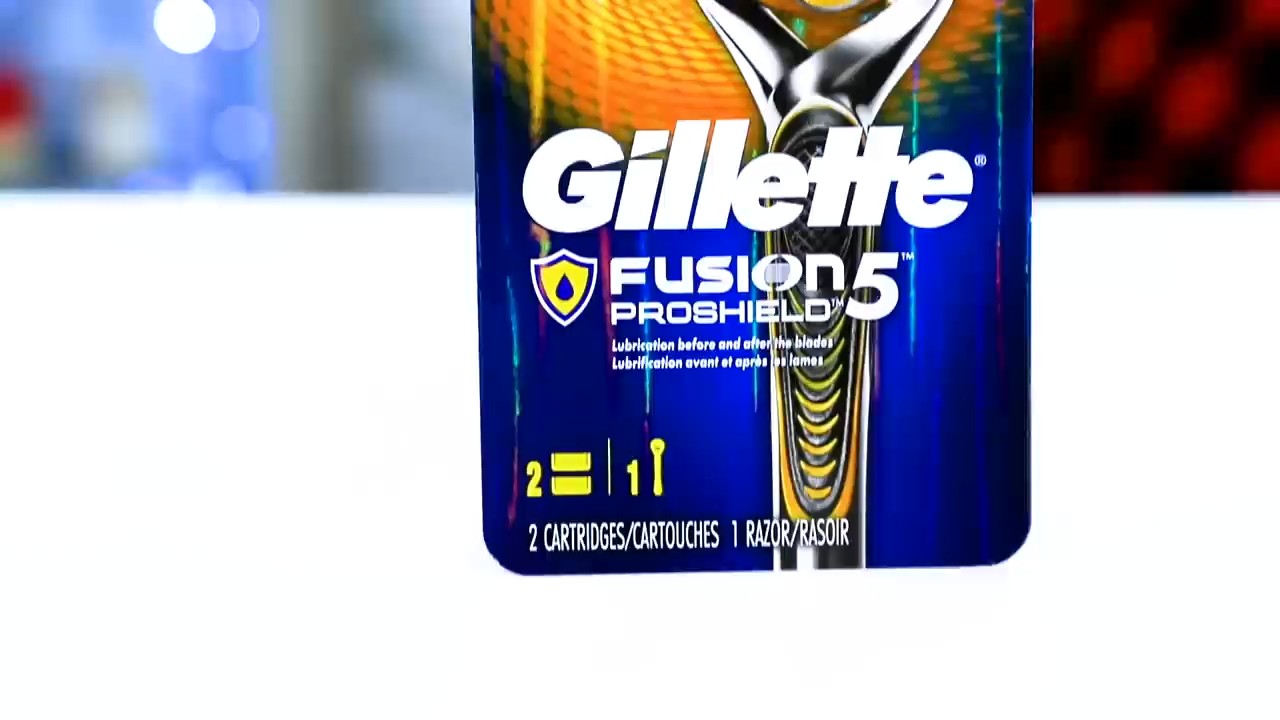 Gillette®
FUSION5™
PROSHIELD™
Lubrication before and after the blades
Lubrification avant et après les lames
2 1
2 CARTRIDGES/CARTOUCHES 1 RAZOR/RASOIR